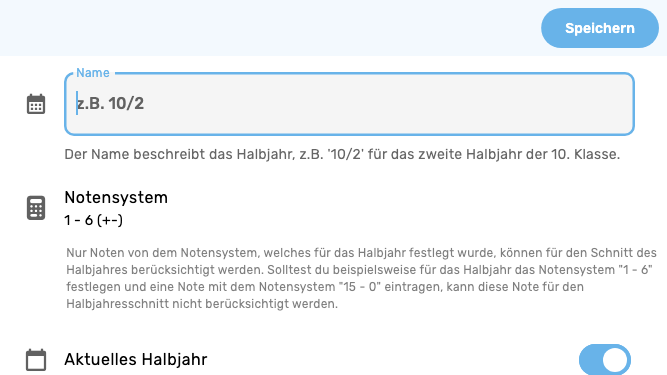 Speichern
Name
z.B. 10/2
Der Name beschreibt das Halbjahr, z.B. '10/2' für das zweite Halbjahr der 10. Klasse.
Notensystem
1 - 6 (+-)
Nur Noten von dem Notensystem, welches für das Halbjahr festlegt wurde, können für den Schnitt des
Halbjahres berücksichtigt werden. Solltest du beispielsweise für das Halbjahr das Notensystem "1 - 6"
festlegen und eine Note mit dem Notensystem "15 - 0" eintragen, kann diese Note für den
Halbjahresschnitt nicht berücksichtigt werden.
Aktuelles Halbjahr